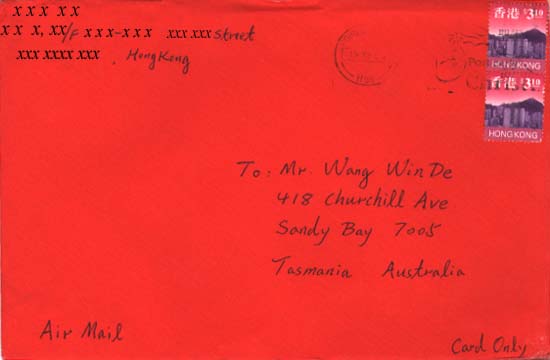 xxx xx
xx x, xx/F xxx-xxx xxx xxx street
xxx xxxx xxx
, Hong Kong
香港 $3.10
HONG KONG
香港 $3.10
HONG KONG
To: Mr. Wang Win De
418 Churchill Ave
Sandy Bay 7005
Tasmania Australia
Air Mail
Card Only